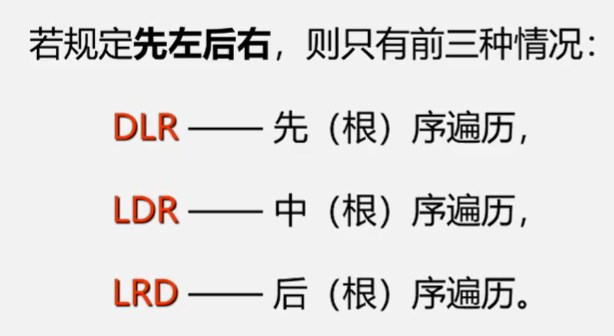 若规定先左后右，则只有前三种情况：
DLR —— 先（根）序遍历，
LDR —— 中（根）序遍历，
LRD —— 后（根）序遍历。